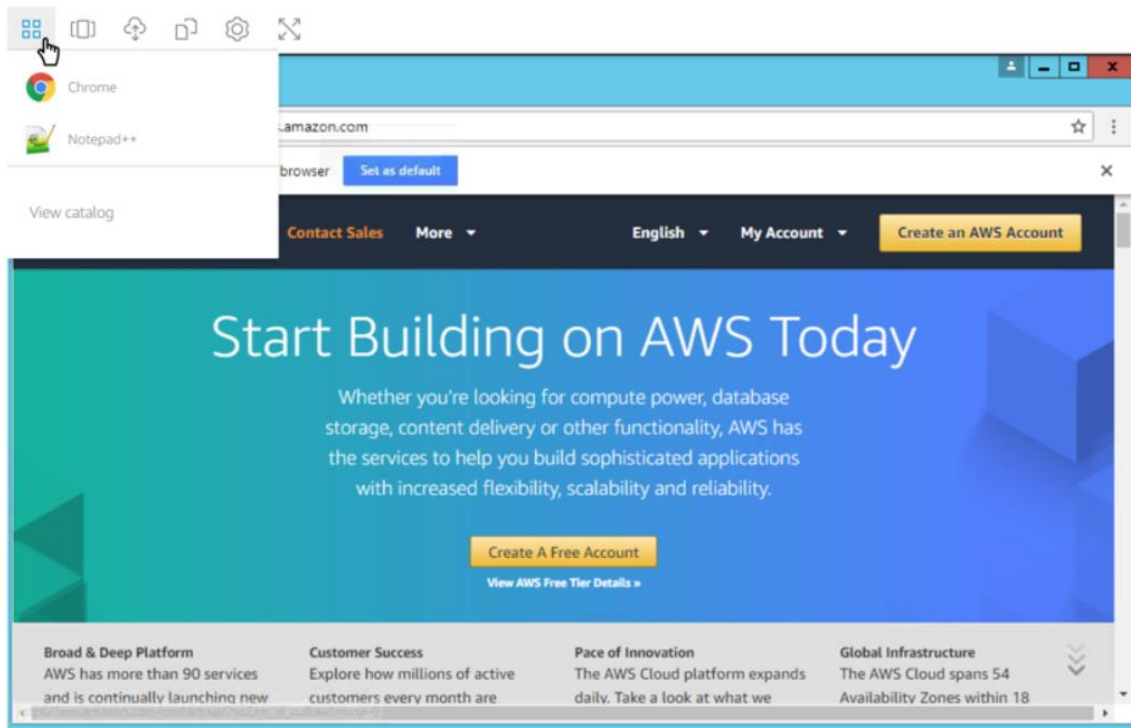 Chrome
Notepad++
View catalog
.amazon.com
browser Set as default
Contact Sales More English My Account Create an AWS Account
Start Building on AWS Today
Whether you're looking for compute power, database
storage, content delivery or other functionality, AWS has
the services to help you build sophisticated applications
with increased flexibility, scalability and reliability.
Create A Free Account
View AWS Free Tier Details »
Broad & Deep Platform
AWS has more than 90 services
and is continually launching new
Customer Success
Explore how millions of active
customers every month are
Pace of Innovation
The AWS Cloud platform expands
daily. Take a look at what we
Global Infrastructure
The AWS Cloud spans 54
Availability Zones within 18